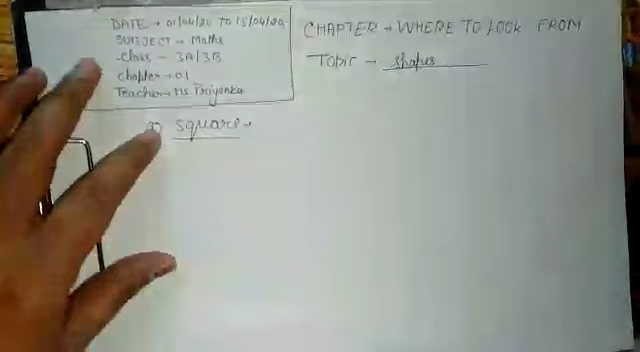 DATE → 01/04/20 TO 15/04/20
SUBJECT → Maths
Class → 3A/3B
Chapter → 01
Teacher → Ms Priyanka
CHAPTER → WHERE TO LOOK FROM
TOPIC → shapes
square →